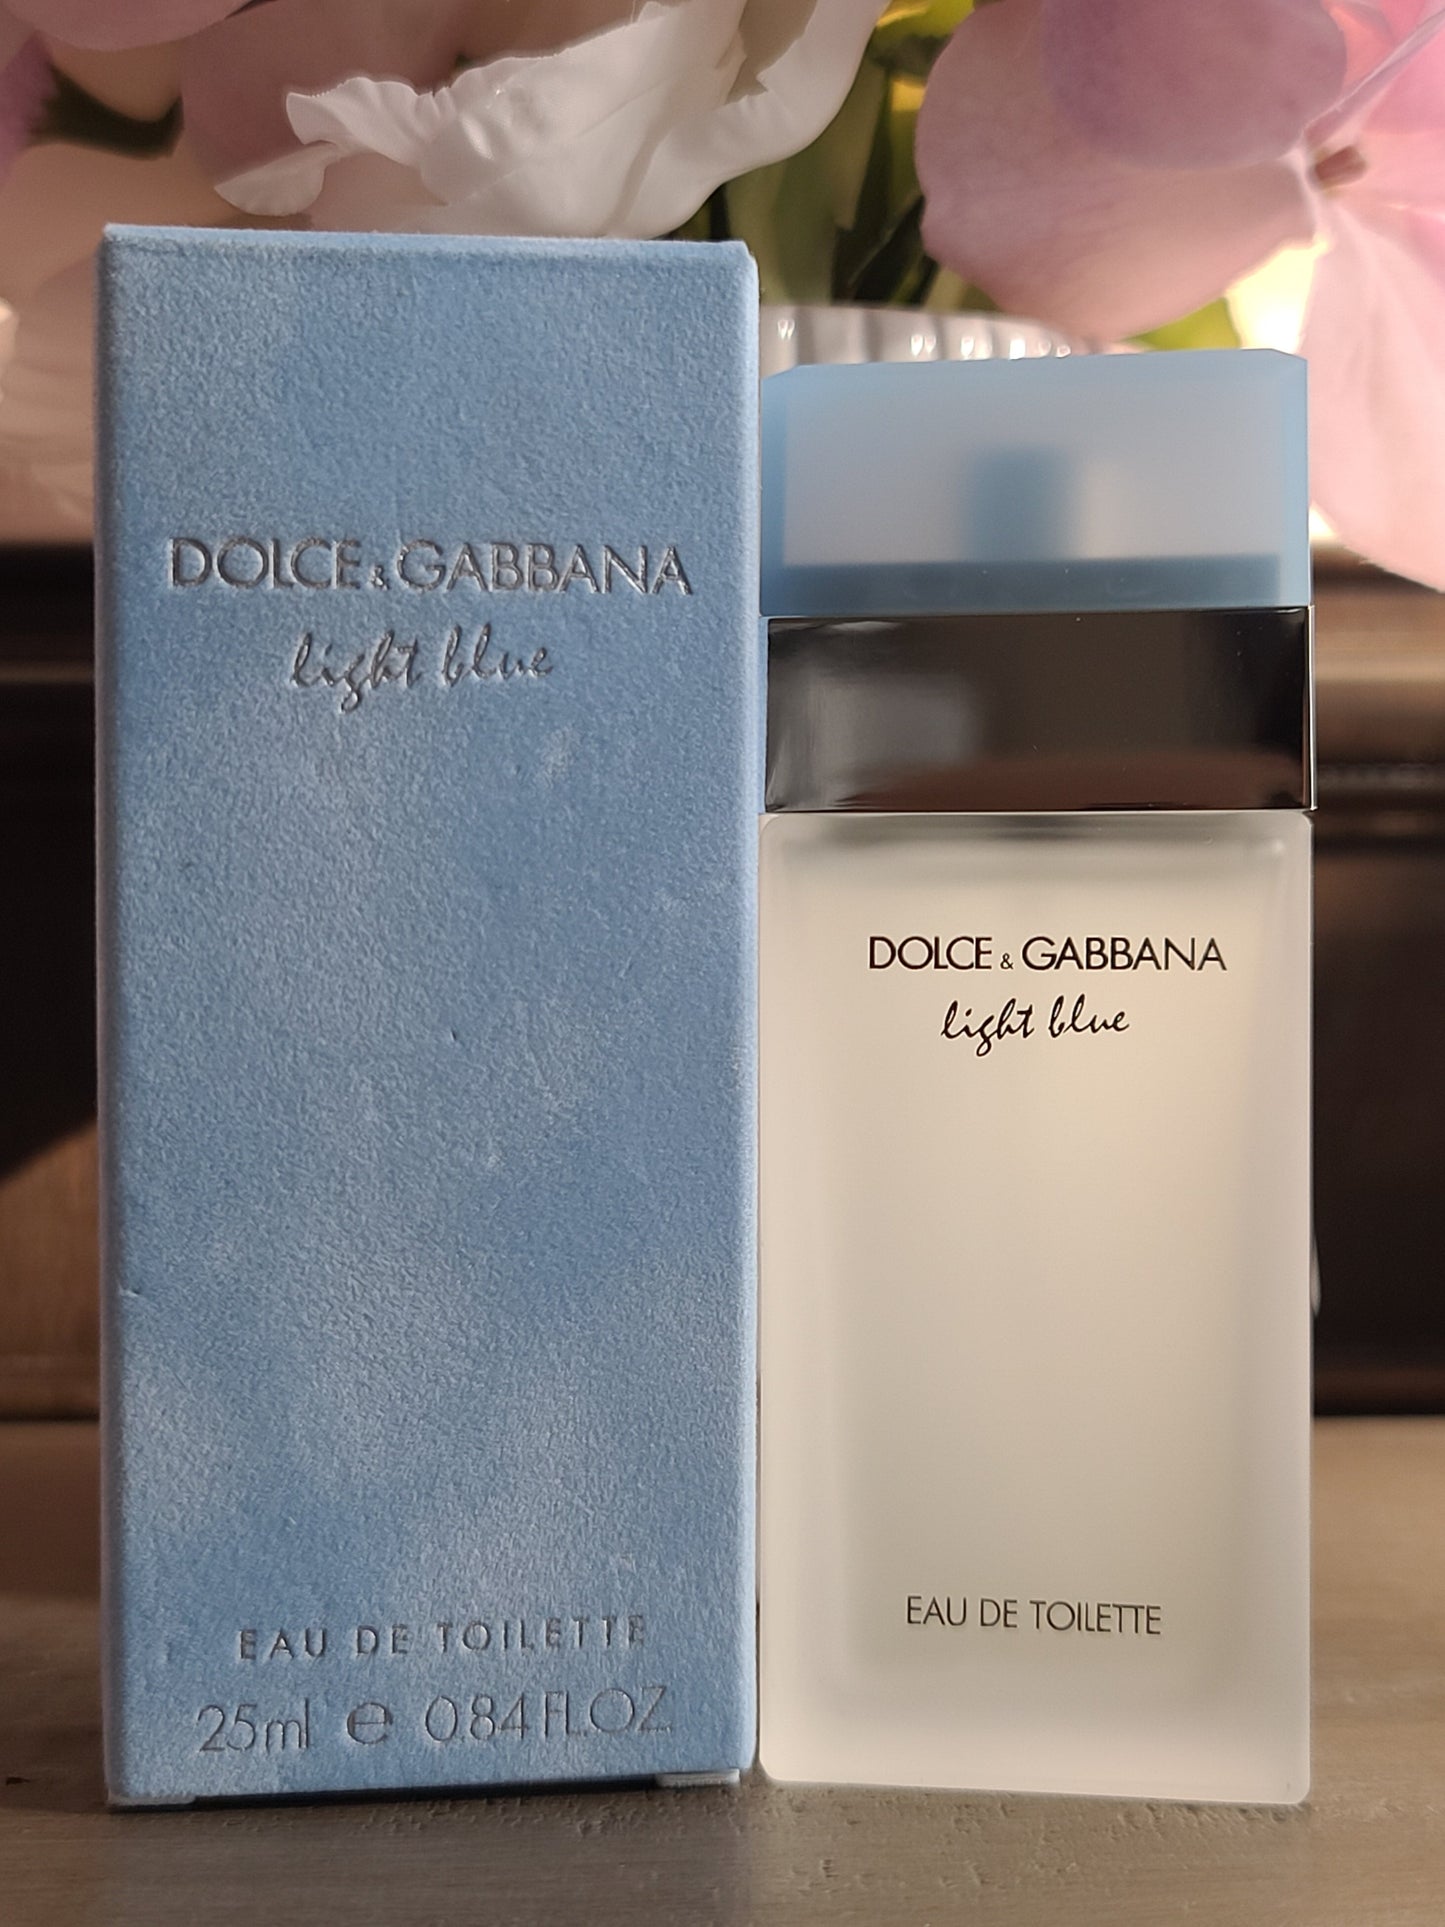 DOLCE & GABBANA
light blue
EAU DE TOILETTE
25ml e 0.84 FL.OZ.
DOLCE & GABBANA
light blue
EAU DE TOILETTE